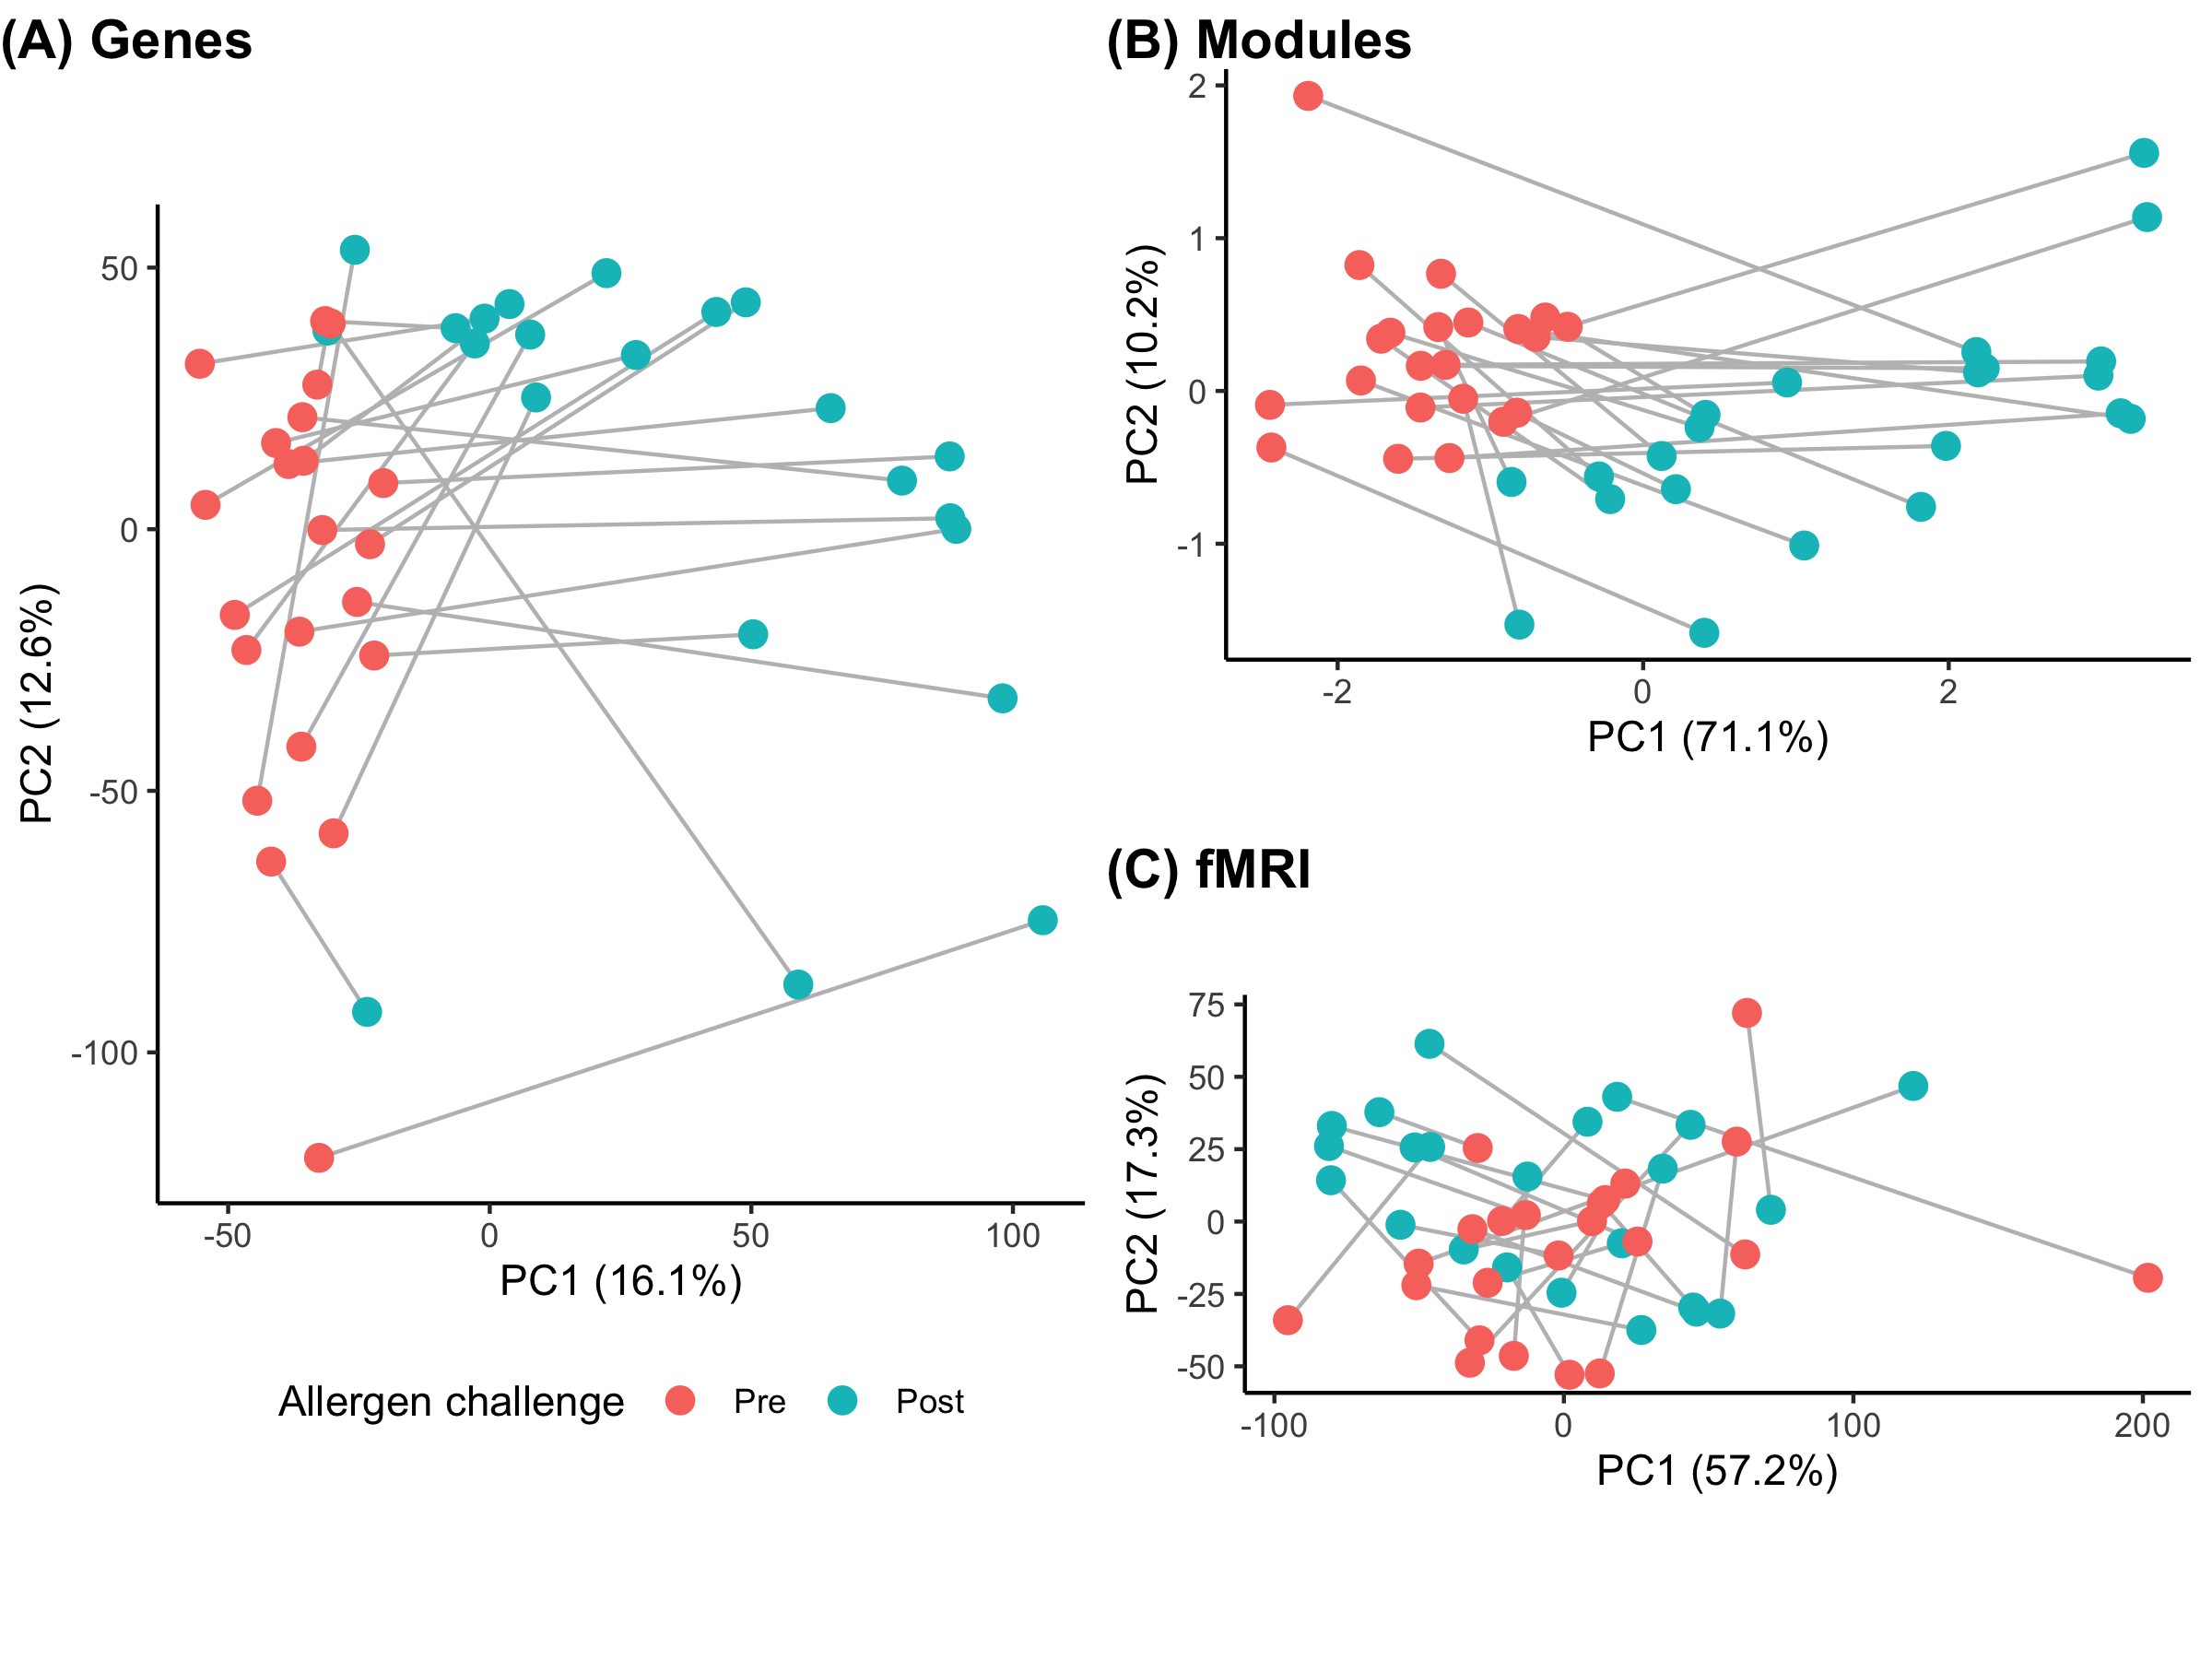 (A) Genes
50
0
-50
-100
PC2 (12.6%)
-50 0 50 100
PC1 (16.1%)
Allergen challenge Pre Post
(B) Modules
2
1
0
-1
PC2 (10.2%)
-2 0 2
PC1 (71.1%)
(C) fMRI
75
50
25
0
-25
-50
PC2 (17.3%)
-100 0 100 200
PC1 (57.2%)